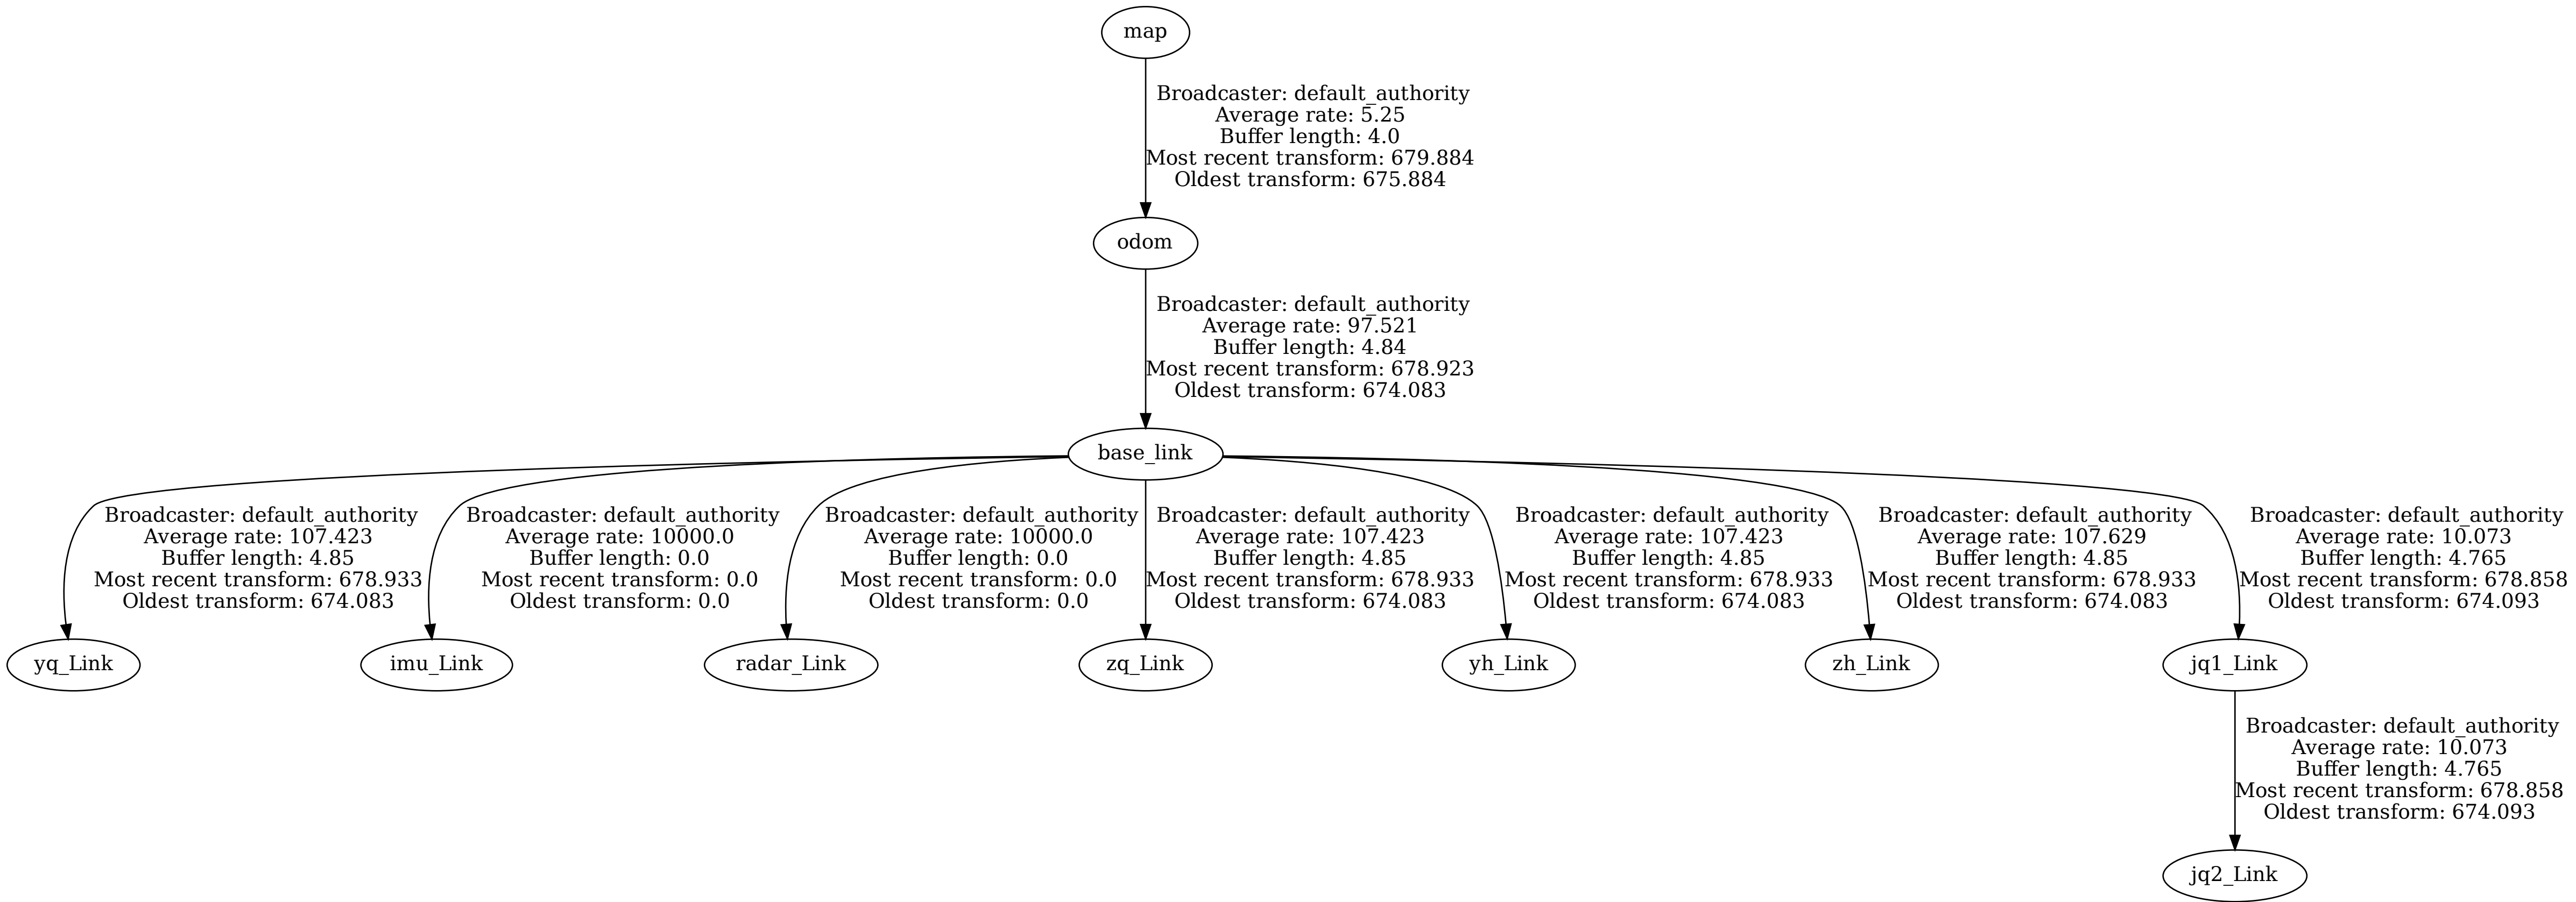 map
Broadcaster: default_authority
Average rate: 5.25
Buffer length: 4.0
Most recent transform: 679.884
Oldest transform: 675.884
odom
Broadcaster: default_authority
Average rate: 97.521
Buffer length: 4.84
Most recent transform: 678.923
Oldest transform: 674.083
base_link
Broadcaster: default_authority
Average rate: 107.423
Buffer length: 4.85
Most recent transform: 678.933
Oldest transform: 674.083
Broadcaster: default_authority
Average rate: 10000.0
Buffer length: 0.0
Most recent transform: 0.0
Oldest transform: 0.0
Broadcaster: default_authority
Average rate: 10000.0
Buffer length: 0.0
Most recent transform: 0.0
Oldest transform: 0.0
Broadcaster: default_authority
Average rate: 107.423
Buffer length: 4.85
Most recent transform: 678.933
Oldest transform: 674.083
Broadcaster: default_authority
Average rate: 107.423
Buffer length: 4.85
Most recent transform: 678.933
Oldest transform: 674.083
Broadcaster: default_authority
Average rate: 107.629
Buffer length: 4.85
Most recent transform: 678.933
Oldest transform: 674.083
Broadcaster: default_authority
Average rate: 10.073
Buffer length: 4.765
Most recent transform: 678.858
Oldest transform: 674.093
yq_Link
imu_Link
radar_Link
zq_Link
yh_Link
zh_Link
jq1_Link
Broadcaster: default_authority
Average rate: 10.073
Buffer length: 4.765
Most recent transform: 678.858
Oldest transform: 674.093
jq2_Link